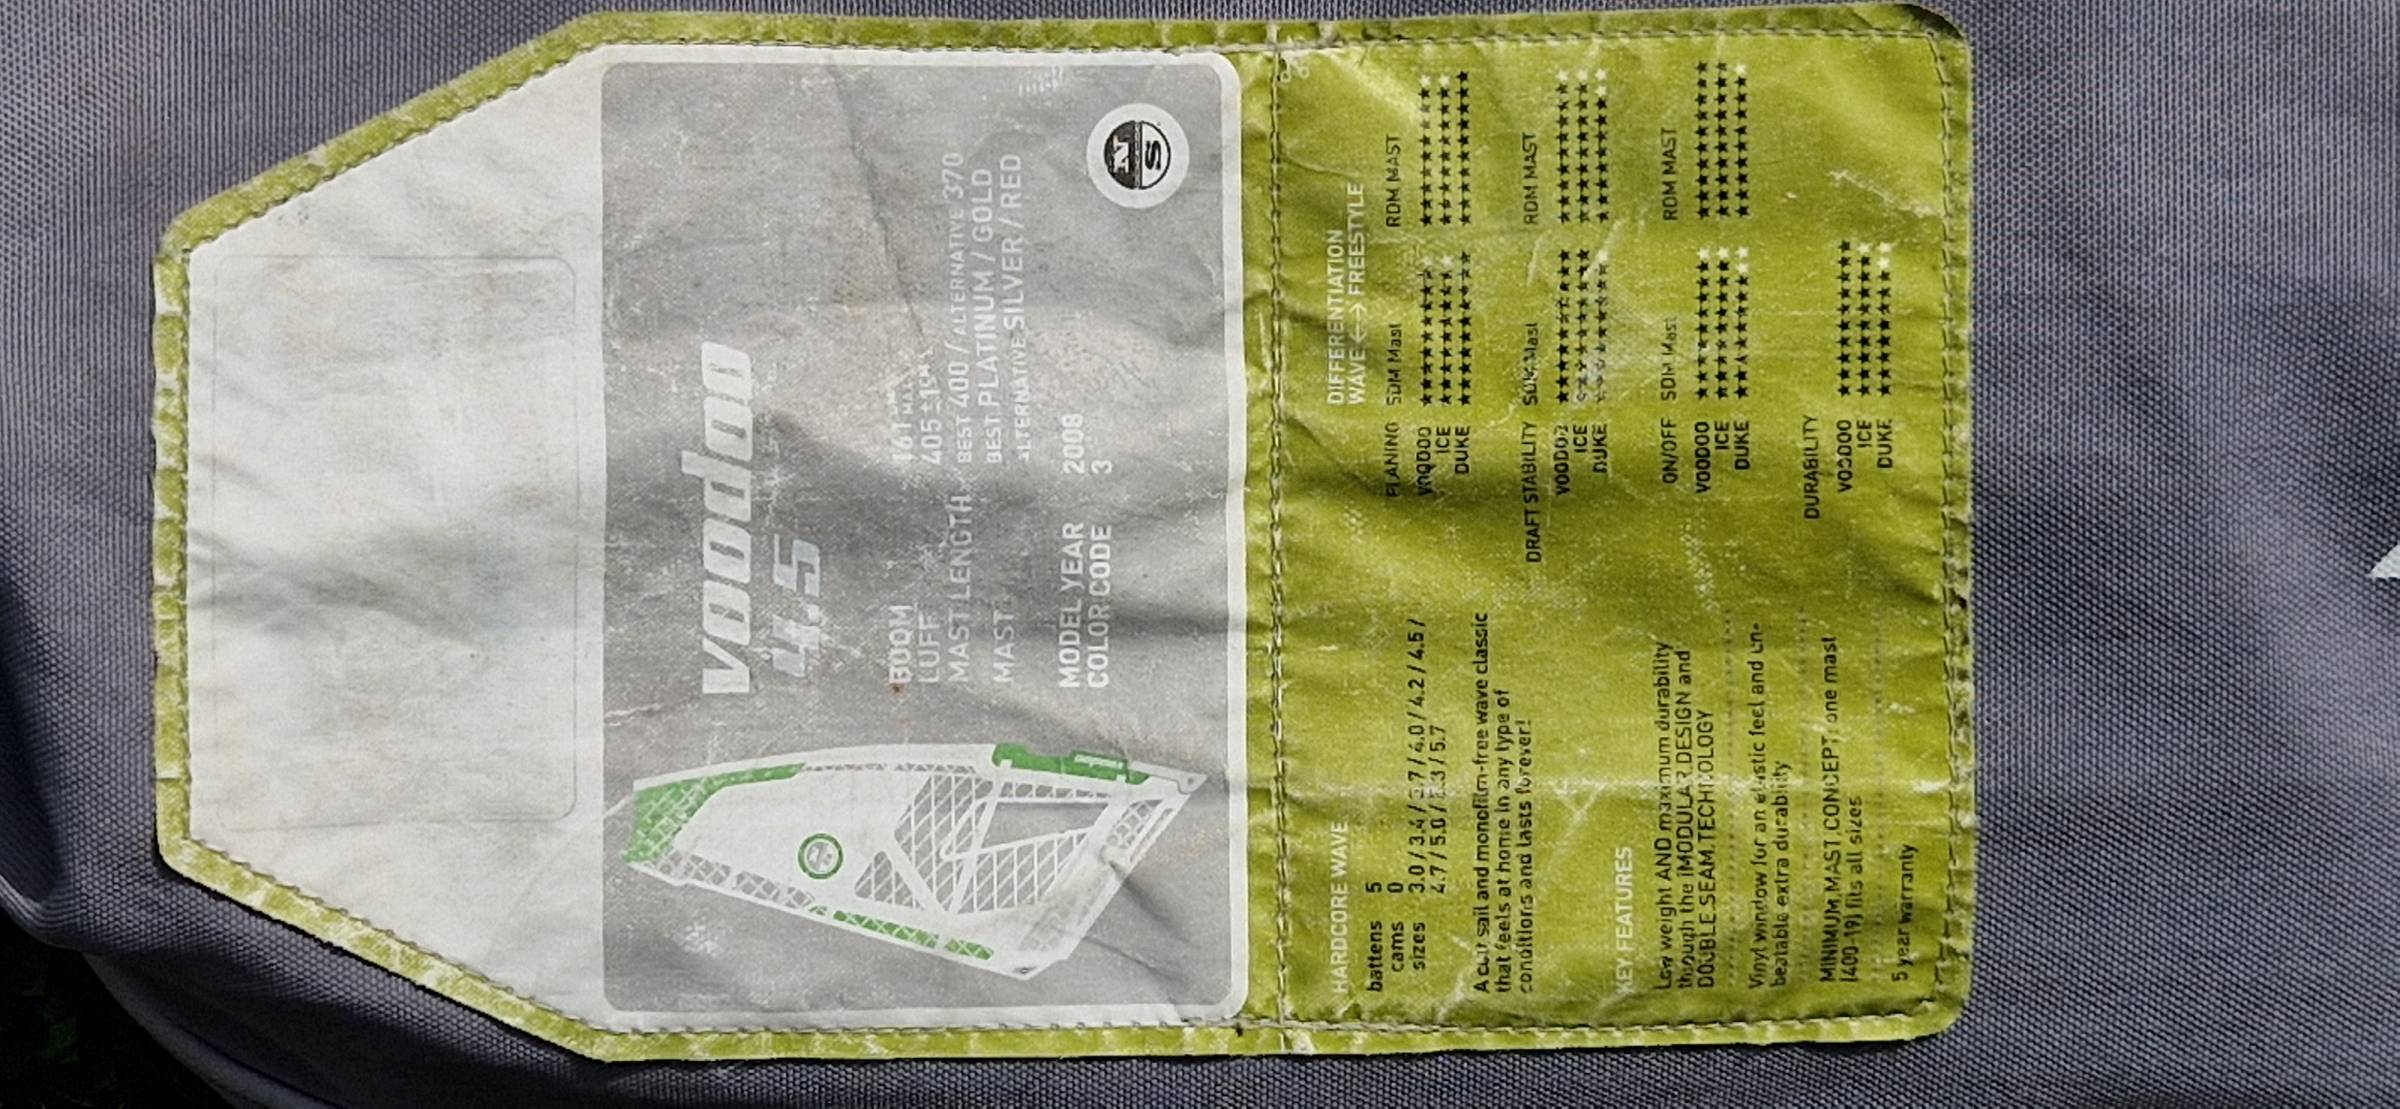 voodoo
4.5
BOOM 161
LUFF 405 ± 1 CM
MAST LENGTH BEST 400 / ALTERNATIVE 370
MAST BEST PLATINUM / GOLD
ALTERNATIVE SILVER / RED
MODEL YEAR 2008
COLOR CODE 3
N
S
HARDCORE WAVE
battens 5
cams 0
sizes 3.0 / 3.4 / 3.7 / 4.0 / 4.2 / 4.5 /
4.7 / 5.0 / 5.3 / 5.7
A cult sail and monofilm-free wave classic
that feels at home in any type of
conditions and lasts forever!
KEY FEATURES
Low weight AND maximum durability
through the iMODULAR.DESIGN and
DOUBLE.SEAM.TECHNOLOGY
Vinyl window for an elastic feel and un-
beatable extra durability
MINIMUM.MAST.CONCEPT: one mast
(400-19) fits all sizes
5 year warranty
DIFFERENTIATION
WAVE <--> FREESTYLE
PLANING SDM Mast RDM MAST
VOODOO
ICE
DUKE
DRAFT STABILITY SDM Mast RDM MAST
VOODOO
ICE
DUKE
ON/OFF SDM Mast RDM MAST
VOODOO
ICE
DUKE
DURABILITY
VOODOO
ICE
DUKE